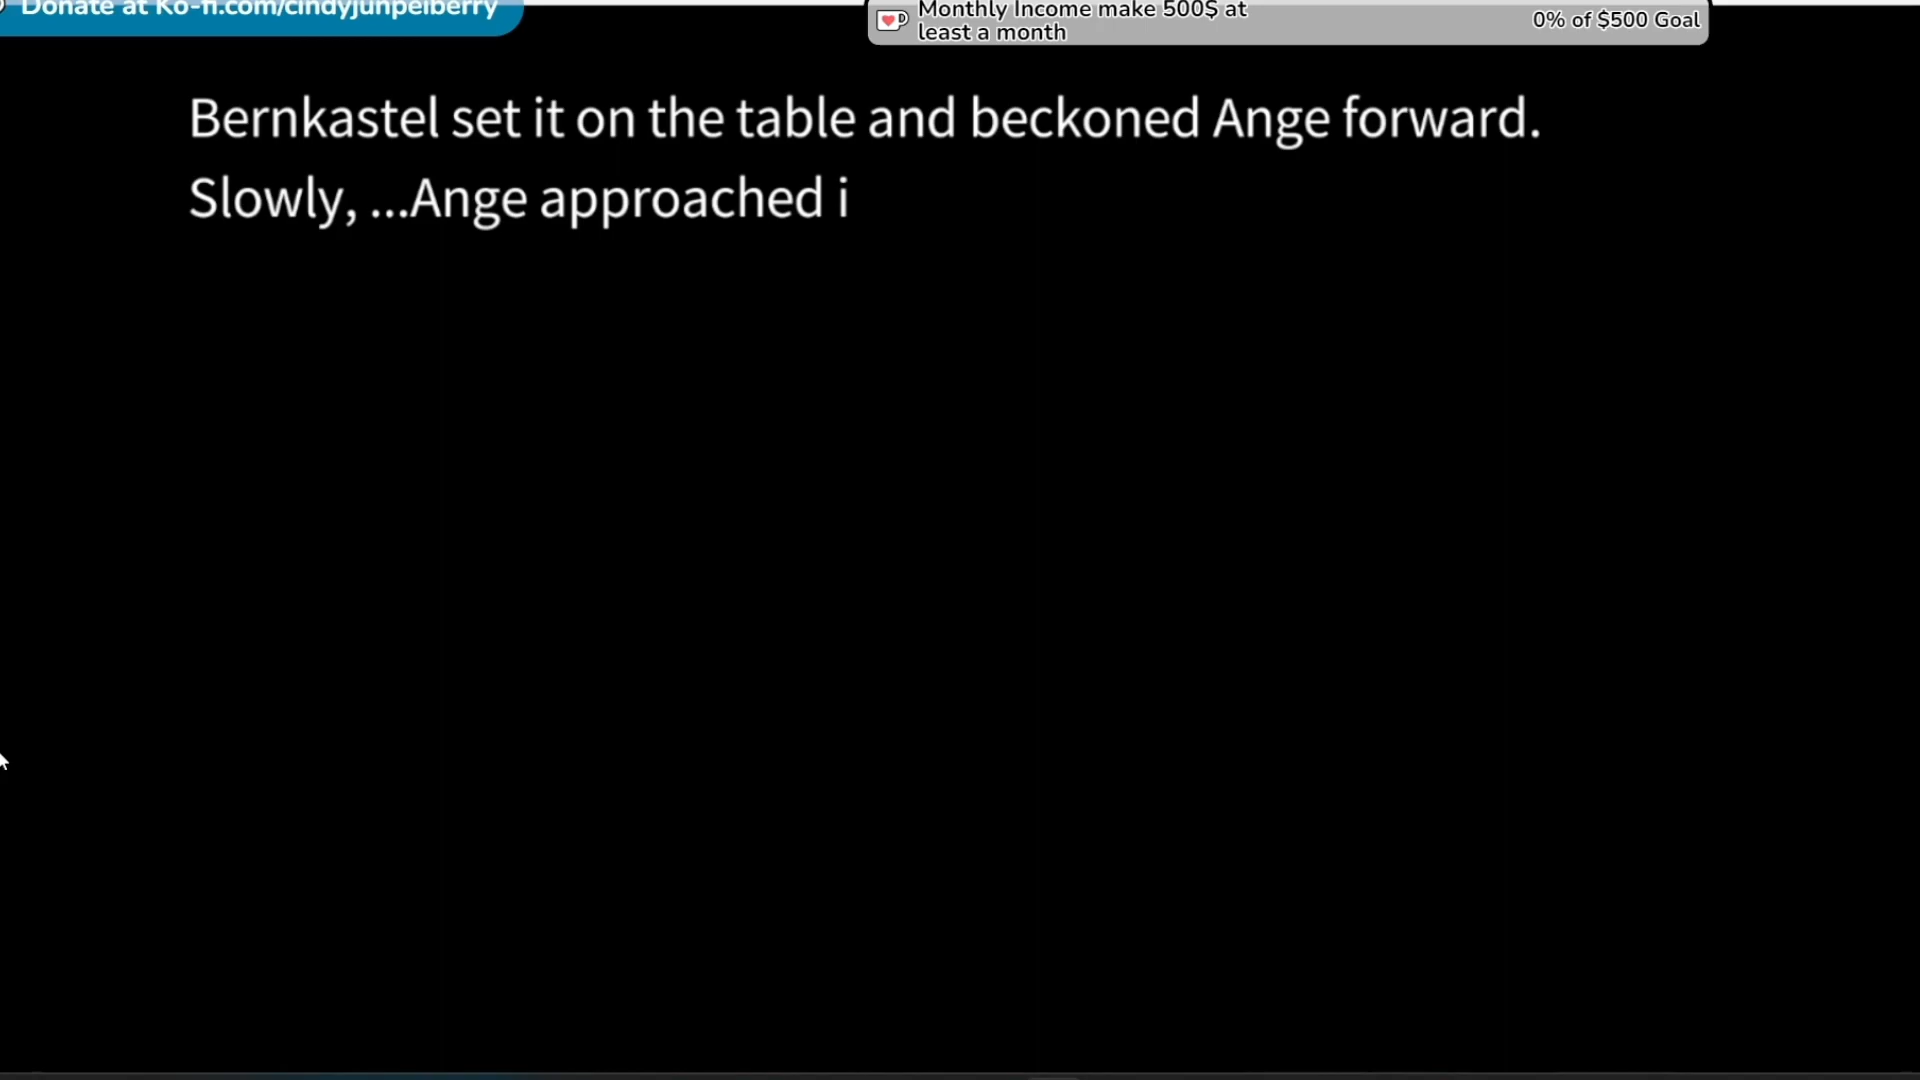 Donate at Ko-fi.com/cindyjunpeiberry
Monthly Income make 500$ at
least a month
0% of $500 Goal
Bernkastel set it on the table and beckoned Ange forward.
Slowly, ...Ange approached i